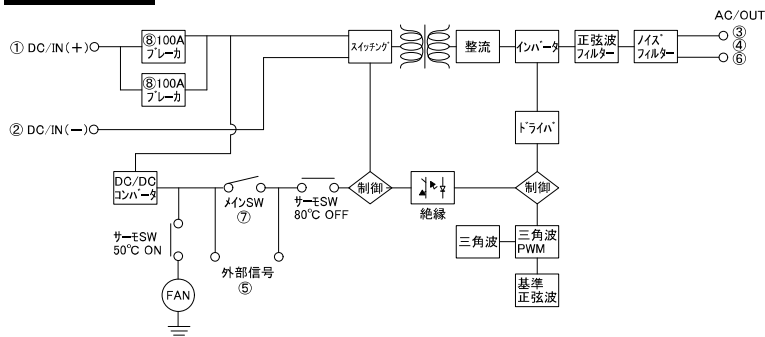 AC/OUT
① DC/IN(+)
⑧100A
ブレーカ
スイッチング
整流
インバータ
正弦波
フィルター
ノイズ
フィルター
③
④
⑥
⑧100A
ブレーカ
② DC/IN(−)
ドライバ
DC/DC
コンバータ
メインSW
⑦
サーモSW
80℃ OFF
制御
絶縁
制御
サーモSW
50℃ ON
外部信号
⑤
三角波
三角波
PWM
FAN
基準
正弦波